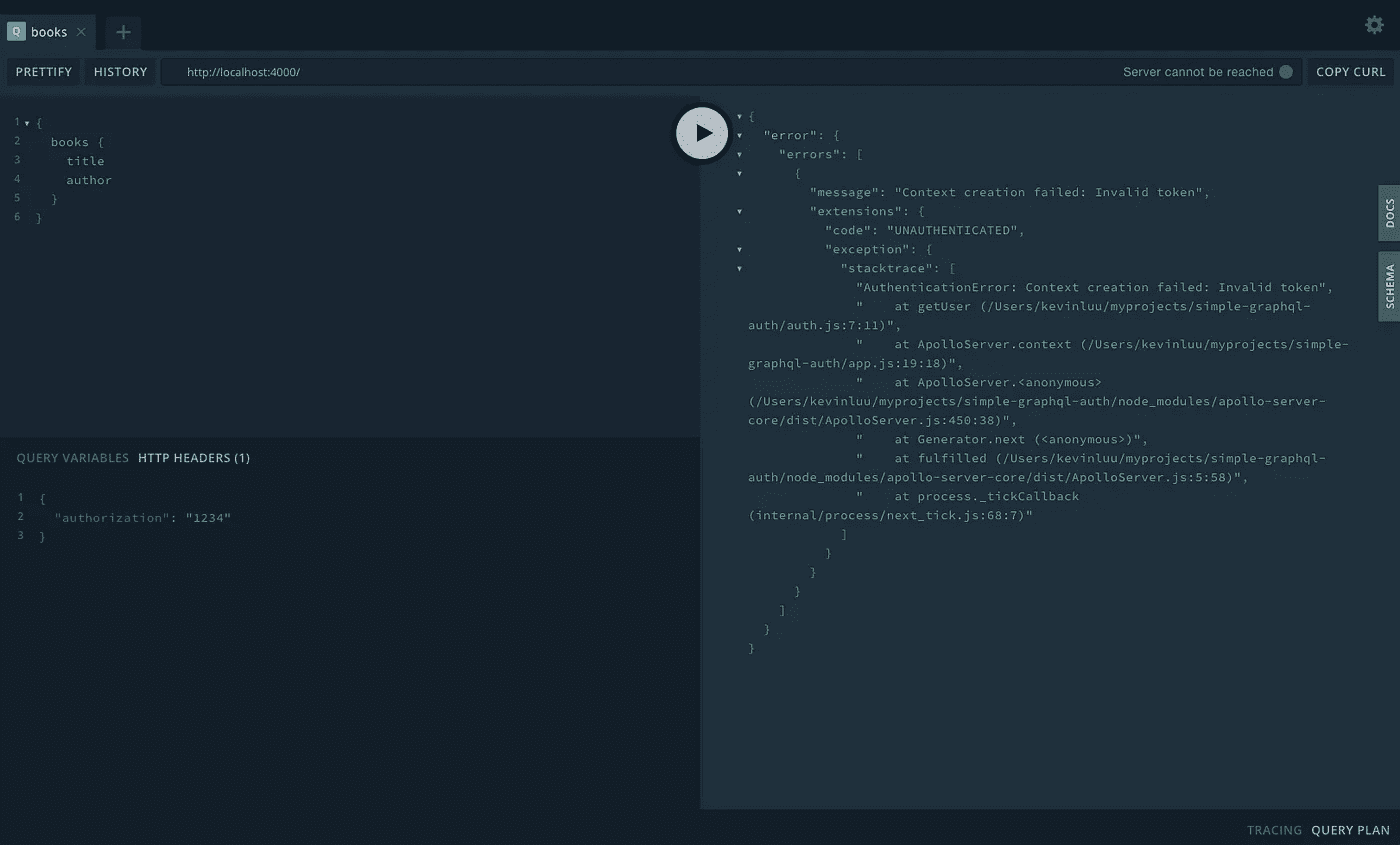 Q books ×
+
PRETTIFY HISTORY http://localhost:4000/ Server cannot be reached COPY CURL
1 {
2 books {
3 title
4 author
5 }
6 }
QUERY VARIABLES HTTP HEADERS (1)
1 {
2 "authorization": "1234"
3 }
{
"error": {
"errors": [
{
"message": "Context creation failed: Invalid token",
"extensions": {
"code": "UNAUTHENTICATED",
"exception": {
"stacktrace": [
"AuthenticationError: Context creation failed: Invalid token",
"    at getUser (/Users/kevinluu/myprojects/simple-graphql-
auth/auth.js:7:11)",
"    at ApolloServer.context (/Users/kevinluu/myprojects/simple-
graphql-auth/app.js:19:18)",
"    at ApolloServer.<anonymous>
(/Users/kevinluu/myprojects/simple-graphql-auth/node_modules/apollo-server-
core/dist/ApolloServer.js:450:38)",
"    at Generator.next (<anonymous>)",
"    at fulfilled (/Users/kevinluu/myprojects/simple-graphql-
auth/node_modules/apollo-server-core/dist/ApolloServer.js:5:58)",
"    at process._tickCallback
(internal/process/next_tick.js:68:7)"
]
}
}
}
]
}
}
DOCS
SCHEMA
TRACING QUERY PLAN